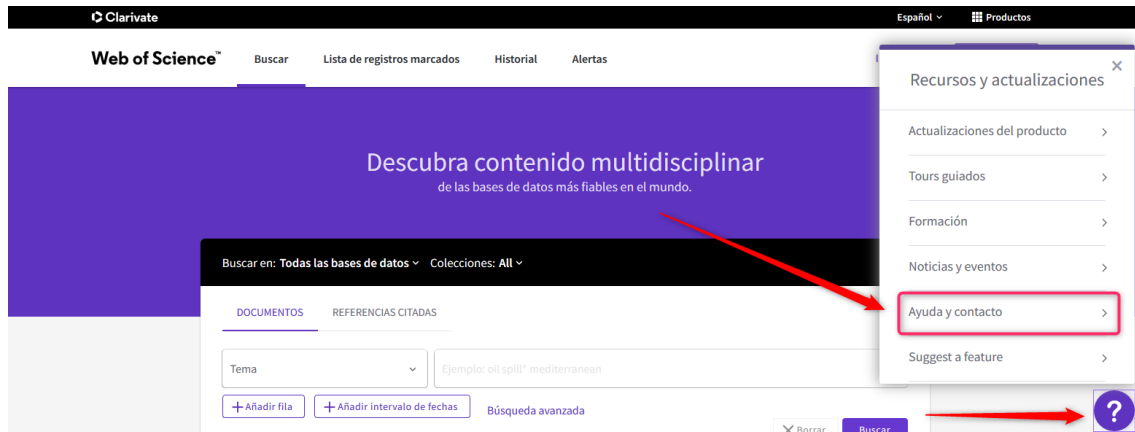 Clarivate
Español
Productos
Web of Science™
Buscar
Lista de registros marcados
Historial
Alertas
Recursos y actualizaciones
Actualizaciones del producto
Tours guiados
Formación
Noticias y eventos
Ayuda y contacto
Suggest a feature
Descubra contenido multidisciplinar
de las bases de datos más fiables en el mundo.
Buscar en: Todas las bases de datos Colecciones: All
DOCUMENTOS
REFERENCIAS CITADAS
Tema
Ejemplo: oil spill* mediterranean
+ Añadir fila
+ Añadir intervalo de fechas
Búsqueda avanzada
× Borrar
Buscar
?